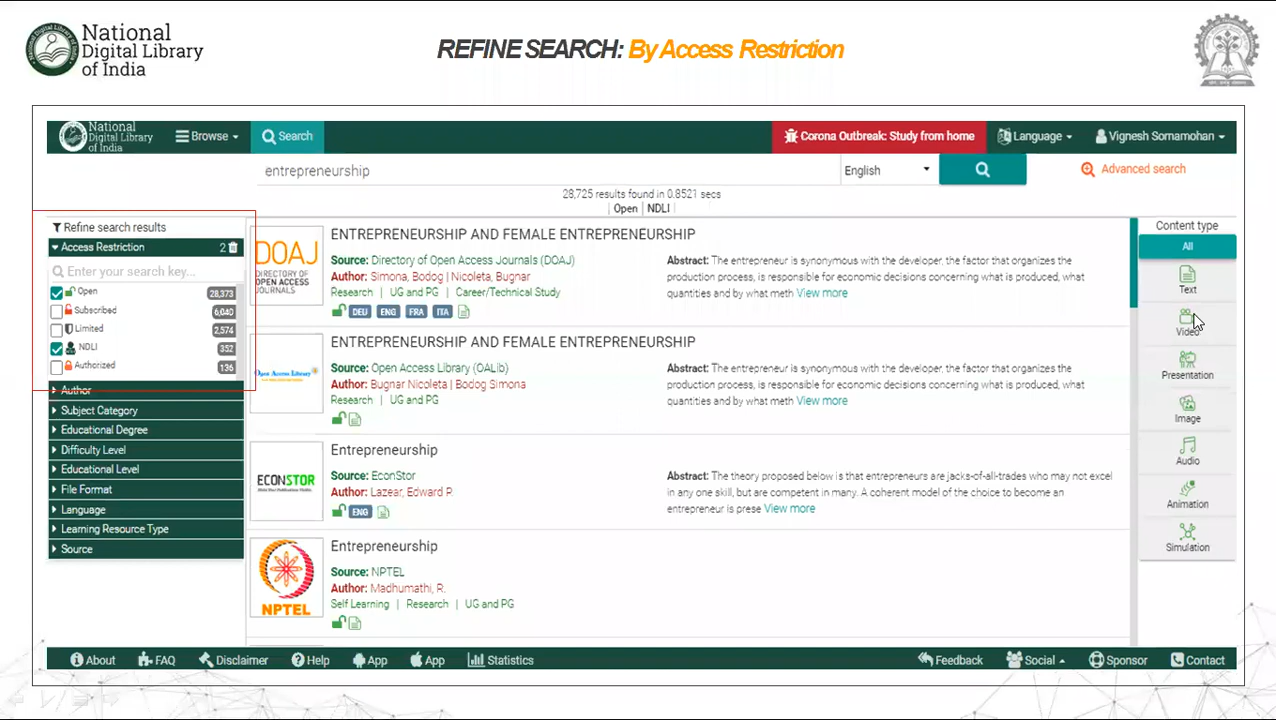 National
Digital Library
of India
REFINE SEARCH: By Access Restriction
National
Digital Library
of India
Browse
Search
Corona Outbreak: Study from home
Language
Vignesh Sornamohan
entrepreneurship
English
Advanced search
28,725 results found in 0.8521 secs
Open | NDLI
Refine search results
Access Restriction 2
Enter your search key...
Open 28,373
Subscribed 6,040
Limited 2,574
NDLI 352
Authorized 136
Author
Subject Category
Educational Degree
Difficulty Level
Educational Level
File Format
Language
Learning Resource Type
Source
DOAJ
DIRECTORY OF
OPEN ACCESS
JOURNALS
ENTREPRENEURSHIP AND FEMALE ENTREPRENEURSHIP
Source: Directory of Open Access Journals (DOAJ)
Author: Simona, Bodog | Nicoleta, Bugnar
Research | UG and PG | Career/Technical Study
DEU ENG FRA ITA
Abstract: The entrepreneur is synonymous with the developer, the factor that organizes the
production process, is responsible for economic decisions concerning what is produced, what
quantities and by what meth View more
Open Access Library
ENTREPRENEURSHIP AND FEMALE ENTREPRENEURSHIP
Source: Open Access Library (OALib)
Author: Bugnar Nicoleta | Bodog Simona
Research | UG and PG
Abstract: The entrepreneur is synonymous with the developer, the factor that organizes the
production process, is responsible for economic decisions concerning what is produced, what
quantities and by what meth View more
ECONSTOR
Entrepreneurship
Source: EconStor
Author: Lazear, Edward P.
ENG
Abstract: The theory proposed below is that entrepreneurs are jacks-of-all-trades who may not excel
in any one skill, but are competent in many. A coherent model of the choice to become an
entrepreneur is prese View more
NPTEL
Entrepreneurship
Source: NPTEL
Author: Madhumathi, R.
Self Learning | Research | UG and PG
Content type
All
Text
Video
Presentation
Image
Audio
Animation
Simulation
About
FAQ
Disclaimer
Help
App
App
Statistics
Feedback
Social
Sponsor
Contact